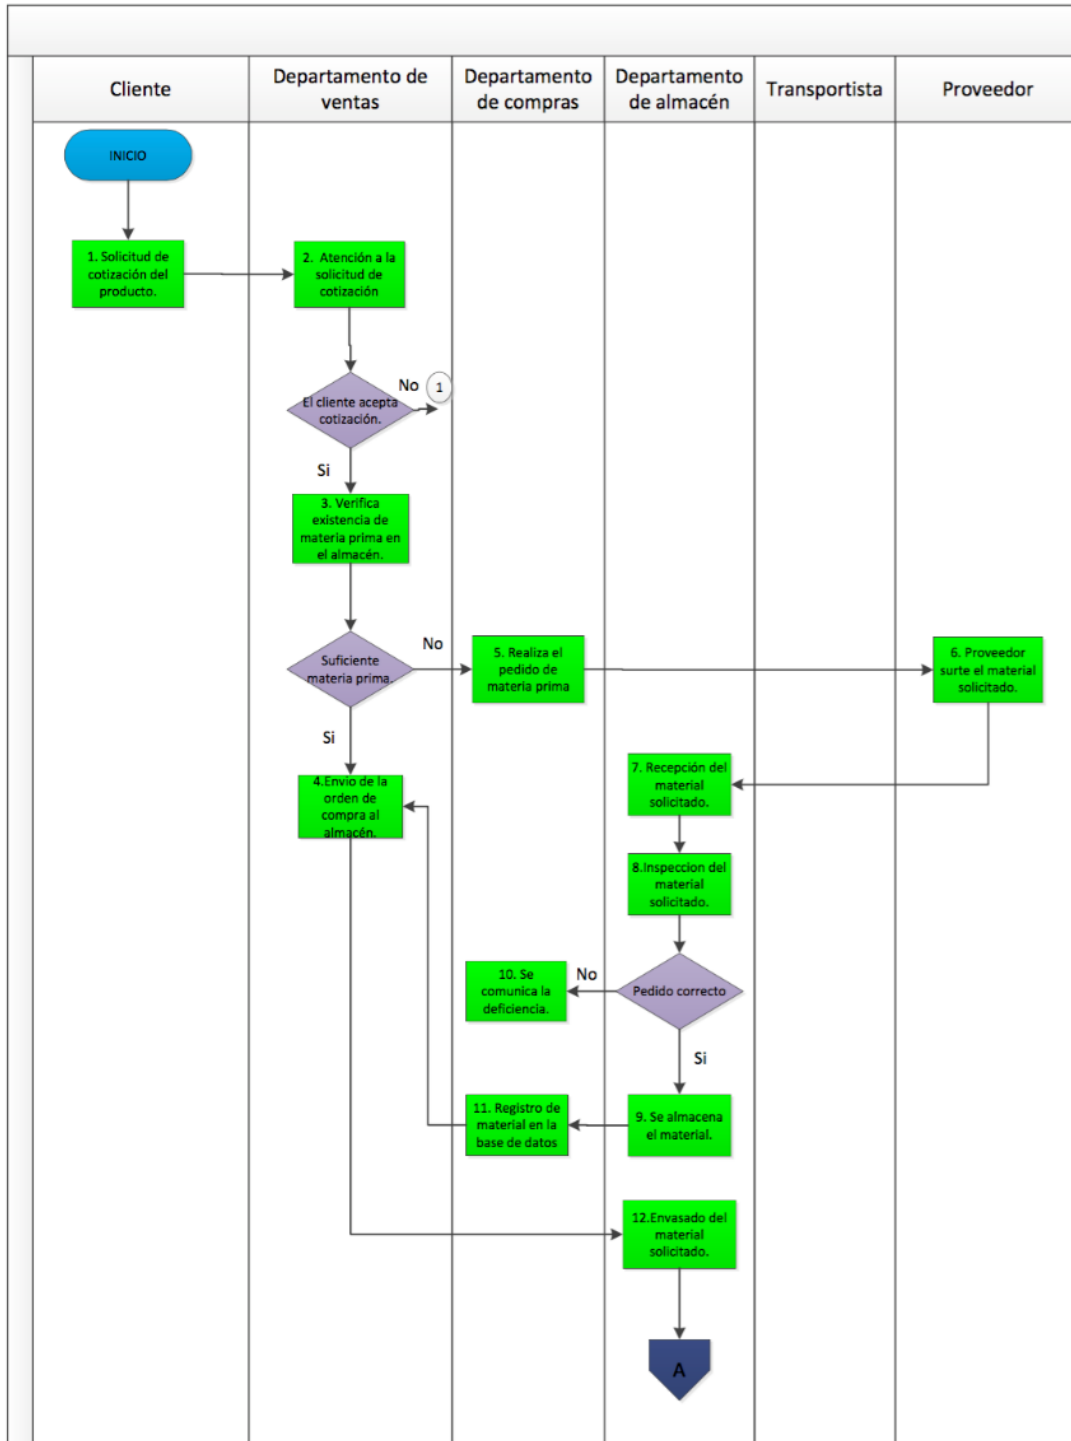 Cliente
Departamento de
ventas
Departamento
de compras
Departamento
de almacén
Transportista
Proveedor
INICIO
1. Solicitud de
cotización del
producto.
2. Atención a la
solicitud de
cotización
El cliente acepta
cotización.
No
1
Si
3. Verifica
existencia de
materia prima en
el almacén.
Suficiente
materia prima.
No
5. Realiza el
pedido de
materia prima
6. Proveedor
surte el material
solicitado.
Si
4.Envio de la
orden de
compra al
almacén.
7. Recepción del
material
solicitado.
8.Inspeccion del
material
solicitado.
Pedido correcto
No
10. Se
comunica la
deficiencia.
Si
9. Se almacena
el material.
11. Registro de
material en la
base de datos
12.Envasado del
material
solicitado.
A